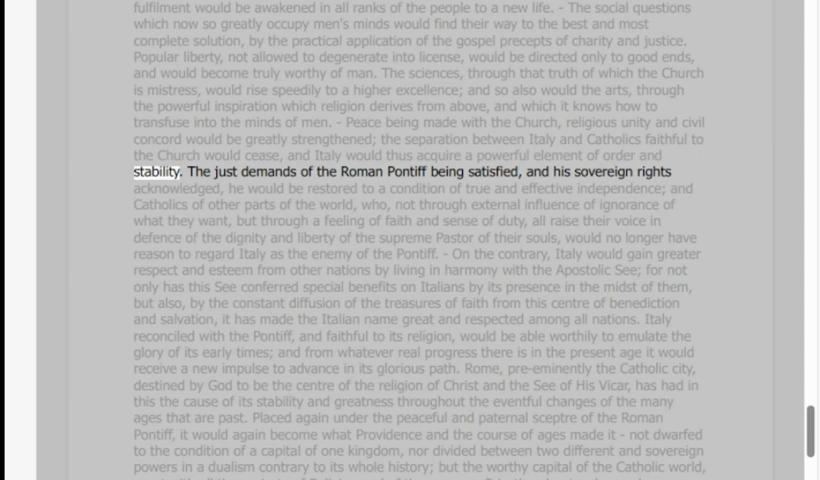 fulfilment would be awakened in all ranks of the people to a new life. - The social questions
which now so greatly occupy men's minds would find their way to the best and most
complete solution, by the practical application of the gospel precepts of charity and justice.
Popular liberty, not allowed to degenerate into license, would be directed only to good ends,
and would become truly worthy of man. The sciences, through that truth of which the Church
is mistress, would rise speedily to a higher excellence; and so also would the arts, through
the powerful inspiration which religion derives from above, and which it knows how to
transfuse into the minds of men. - Peace being made with the Church, religious unity and civil
concord would be greatly strengthened; the separation between Italy and Catholics faithful to
the Church would cease, and Italy would thus acquire a powerful element of order and
stability. The just demands of the Roman Pontiff being satisfied, and his sovereign rights
acknowledged, he would be restored to a condition of true and effective independence; and
Catholics of other parts of the world, who, not through external influence of ignorance of
what they want, but through a feeling of faith and sense of duty, all raise their voice in
defence of the dignity and liberty of the supreme Pastor of their souls, would no longer have
reason to regard Italy as the enemy of the Pontiff. - On the contrary, Italy would gain greater
respect and esteem from other nations by living in harmony with the Apostolic See; for not
only has this See conferred special benefits on Italians by its presence in the midst of them,
but also, by the constant diffusion of the treasures of faith from this centre of benediction
and salvation, it has made the Italian name great and respected among all nations. Italy
reconciled with the Pontiff, and faithful to its religion, would be able worthily to emulate the
glory of its early times; and from whatever real progress there is in the present age it would
receive a new impulse to advance in its glorious path. Rome, pre-eminently the Catholic city,
destined by God to be the centre of the religion of Christ and the See of His Vicar, has had in
this the cause of its stability and greatness throughout the eventful changes of the many
ages that are past. Placed again under the peaceful and paternal sceptre of the Roman
Pontiff, it would again become what Providence and the course of ages made it - not dwarfed
to the condition of a capital of one kingdom, nor divided between two different and sovereign
powers in a dualism contrary to its whole history; but the worthy capital of the Catholic world,